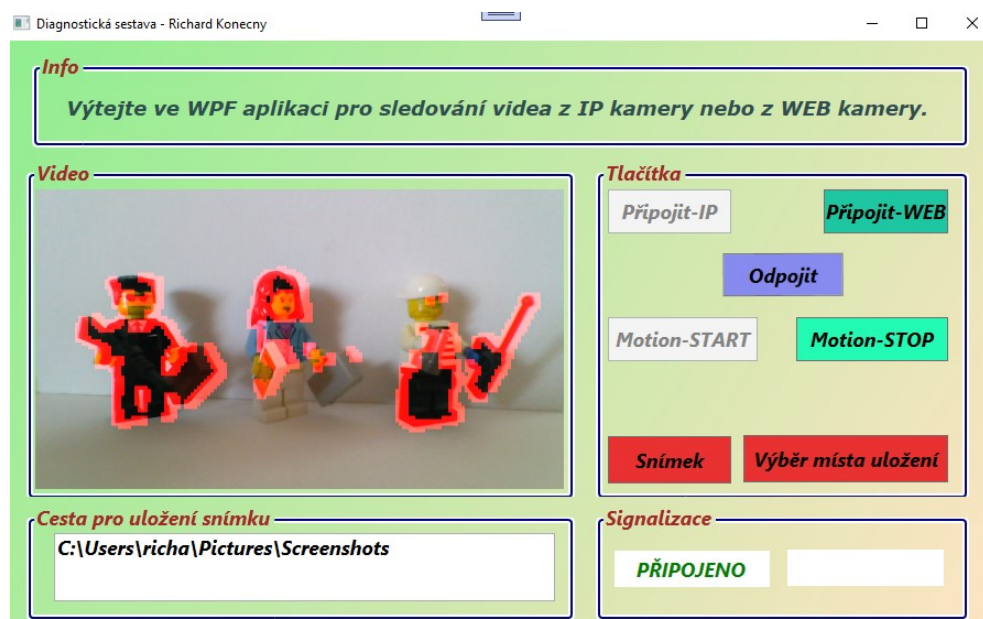 Diagnostická sestava - Richard Konecny
Info
Výtejte ve WPF aplikaci pro sledování videa z IP kamery nebo z WEB kamery.
Video
Tlačítka
Připojit-IP
Připojit-WEB
Odpojit
Motion-START
Motion-STOP
Snímek
Výběr místa uložení
Cesta pro uložení snímku
C:\Users\richa\Pictures\Screenshots
Signalizace
PŘIPOJENO